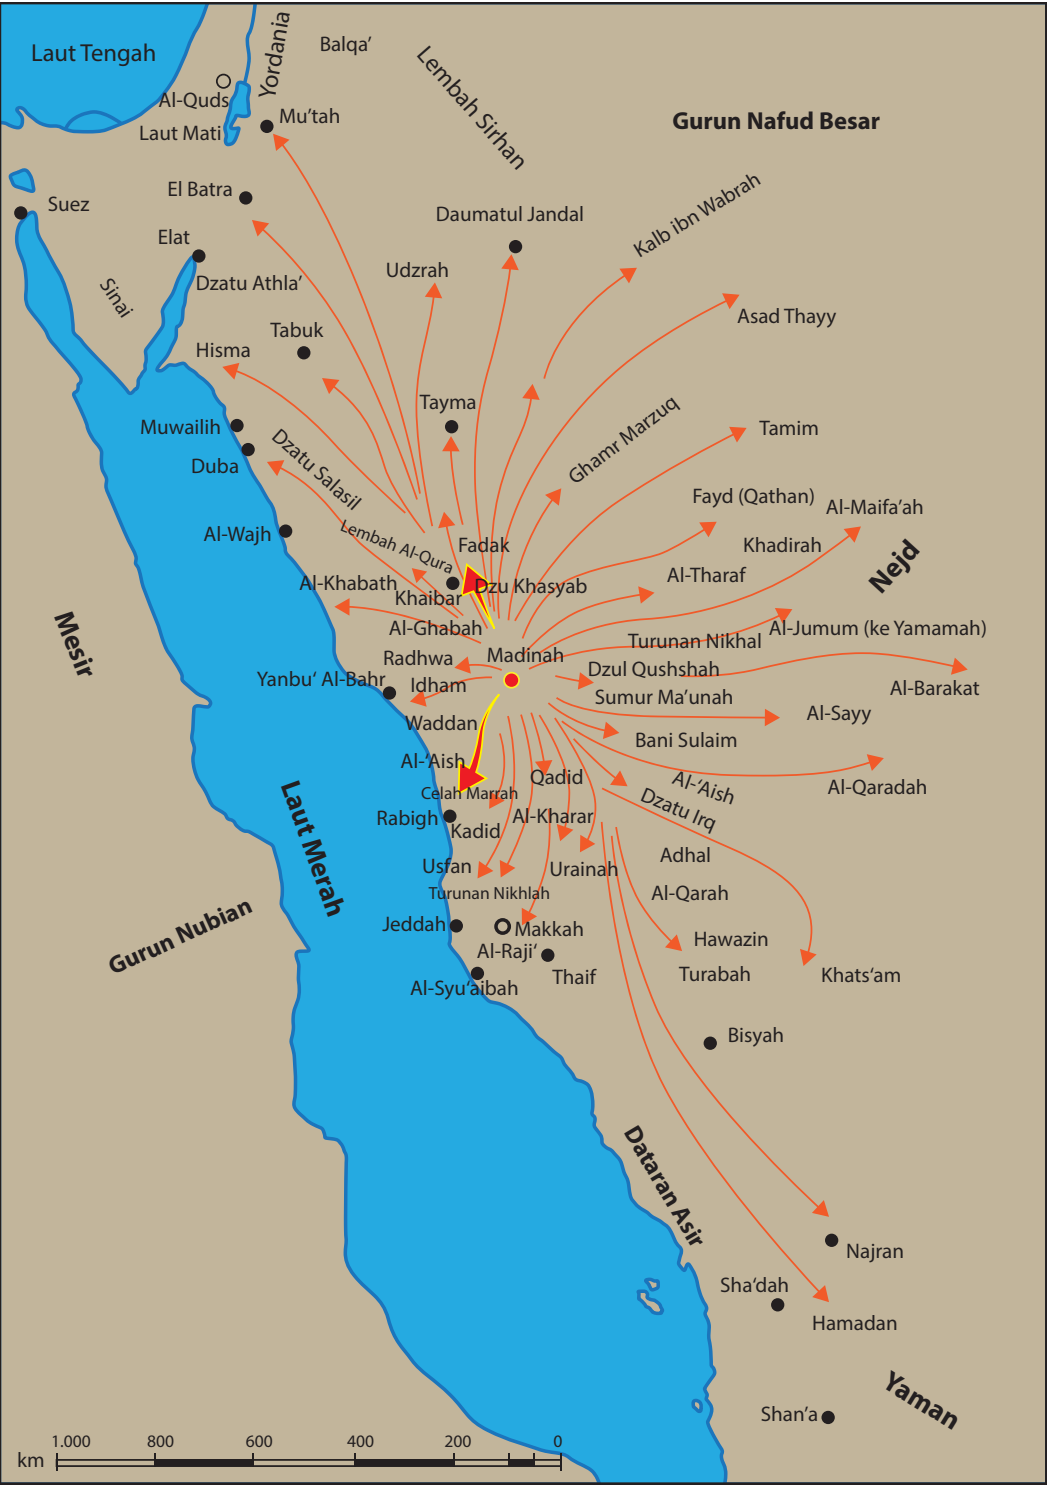 Laut Tengah
Yordania
Balqa’
Lembah Sirhan
Al-Quds
Laut Mati
Mu’tah
Gurun Nafud Besar
El Batra
Suez
Daumatul Jandal
Kalb ibn Wabrah
Elat
Udzrah
Dzatu Athla’
Sinai
Asad Thayy
Tabuk
Hisma
Tayma
Ghamr Marzuq
Muwailih
Tamim
Duba
Dzatu Salasil
Fayd (Qathan)
Al-Maifa’ah
Al-Wajh
Lembah Al-Qura
Fadak
Khadirah
Nejd
Al-Khabath
Khaibar
Dzu Khasyab
Al-Tharaf
Mesir
Al-Ghabah
Turunan Nikhal
Al-Jumum (ke Yamamah)
Radhwa
Madinah
Dzul Qushshah
Yanbu‘ Al-Bahr
Idham
Sumur Ma’unah
Al-Barakat
Waddan
Al-Sayy
Bani Sulaim
Al-‘Aish
Qadid
Al-‘Aish
Al-Qaradah
Celah Marrah
Dzatu Irq
Laut Merah
Rabigh
Kadid
Al-Kharar
Adhal
Usfan
Urainah
Al-Qarah
Turunan Nikhlah
Gurun Nubian
Jeddah
Makkah
Hawazin
Al-Raji‘
Thaif
Turabah
Khats‘am
Al-Syu‘aibah
Bisyah
Dataran Asir
Najran
Sha‘dah
Hamadan
Yaman
Shan’a
1.000 800 600 400 200 0
km